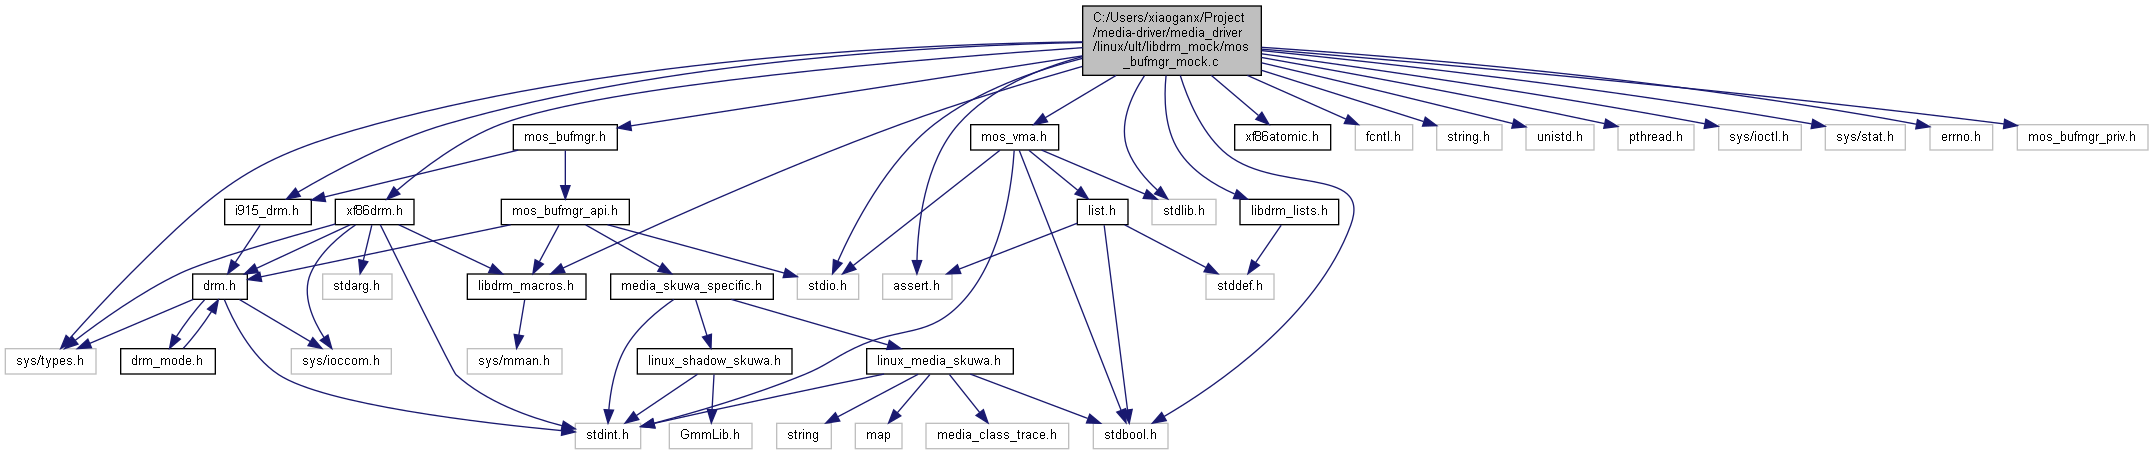 C:/Users/xiaoganx/Project
/media-driver/media_driver
/linux/ult/libdrm_mock/mos
_bufmgr_mock.c
mos_bufmgr.h
mos_vma.h
xf86atomic.h
fcntl.h
string.h
unistd.h
pthread.h
sys/ioctl.h
sys/stat.h
errno.h
mos_bufmgr_priv.h
i915_drm.h
xf86drm.h
mos_bufmgr_api.h
list.h
stdlib.h
libdrm_lists.h
drm.h
stdarg.h
libdrm_macros.h
media_skuwa_specific.h
stdio.h
assert.h
stddef.h
sys/types.h
drm_mode.h
sys/ioccom.h
sys/mman.h
linux_shadow_skuwa.h
linux_media_skuwa.h
stdint.h
GmmLib.h
string
map
media_class_trace.h
stdbool.h